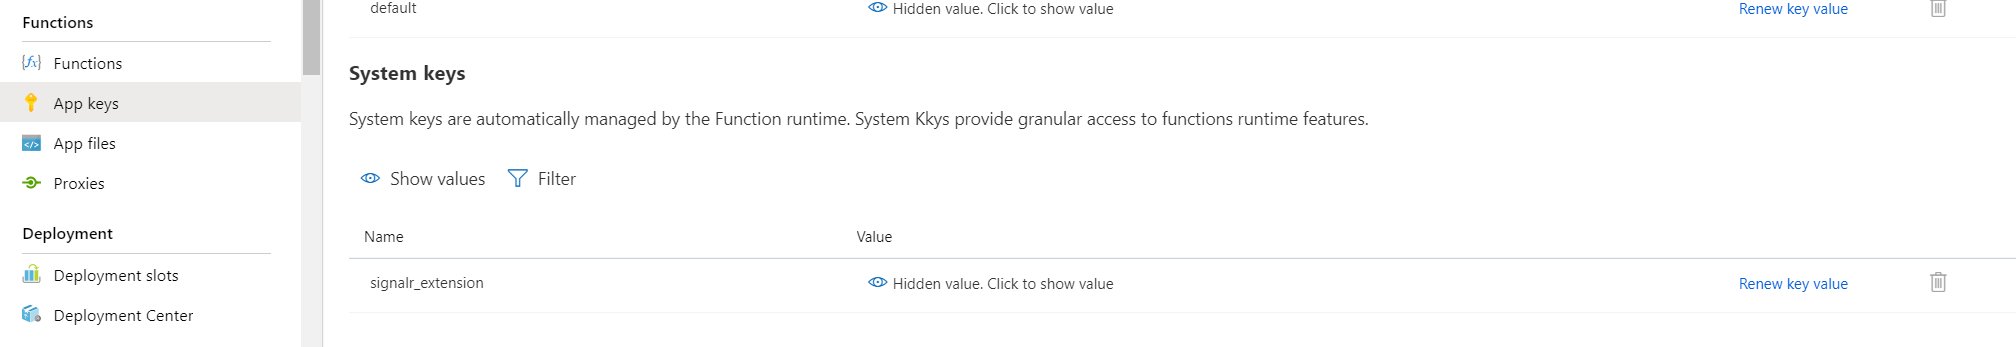 Functions
Functions
App keys
App files
Proxies
Deployment
Deployment slots
Deployment Center
default Hidden value. Click to show value Renew key value
System keys
System keys are automatically managed by the Function runtime. System Kkys provide granular access to functions runtime features.
Show values Filter
Name Value
signalr_extension Hidden value. Click to show value Renew key value